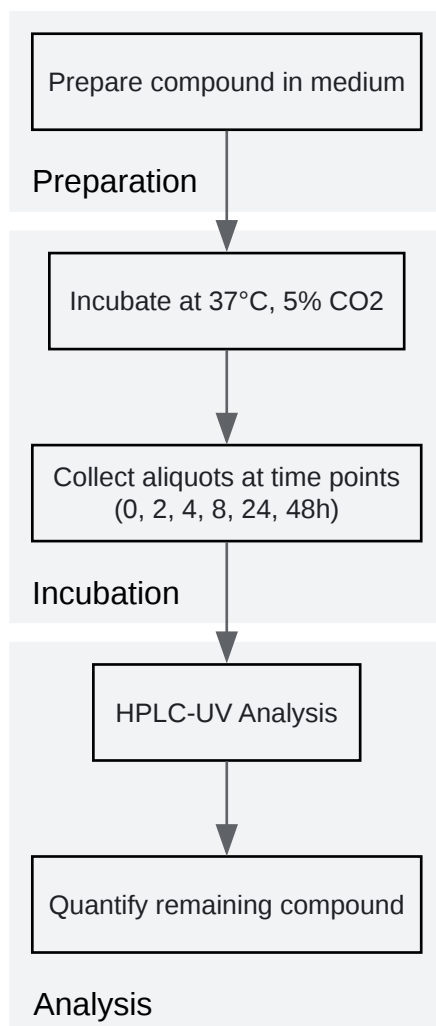 Prepare compound in medium
Preparation
Incubate at 37°C, 5% CO2
Collect aliquots at time points
(0, 2, 4, 8, 24, 48h)
Incubation
HPLC-UV Analysis
Quantify remaining compound
Analysis